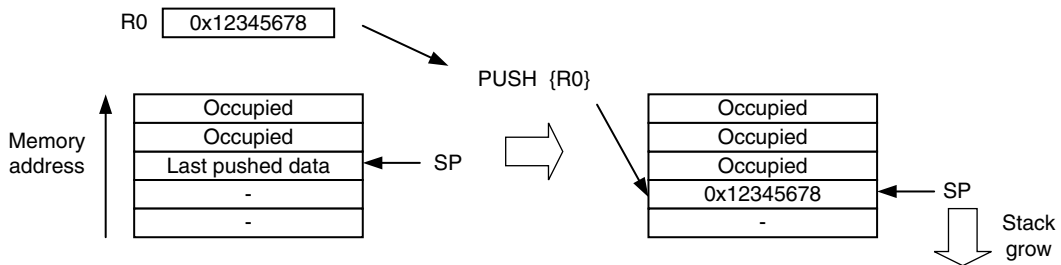 R0 0x12345678
PUSH {R0}
Memory address
Occupied
Occupied
Last pushed data
-
-
SP
Occupied
Occupied
Occupied
0x12345678
-
SP
Stack grow